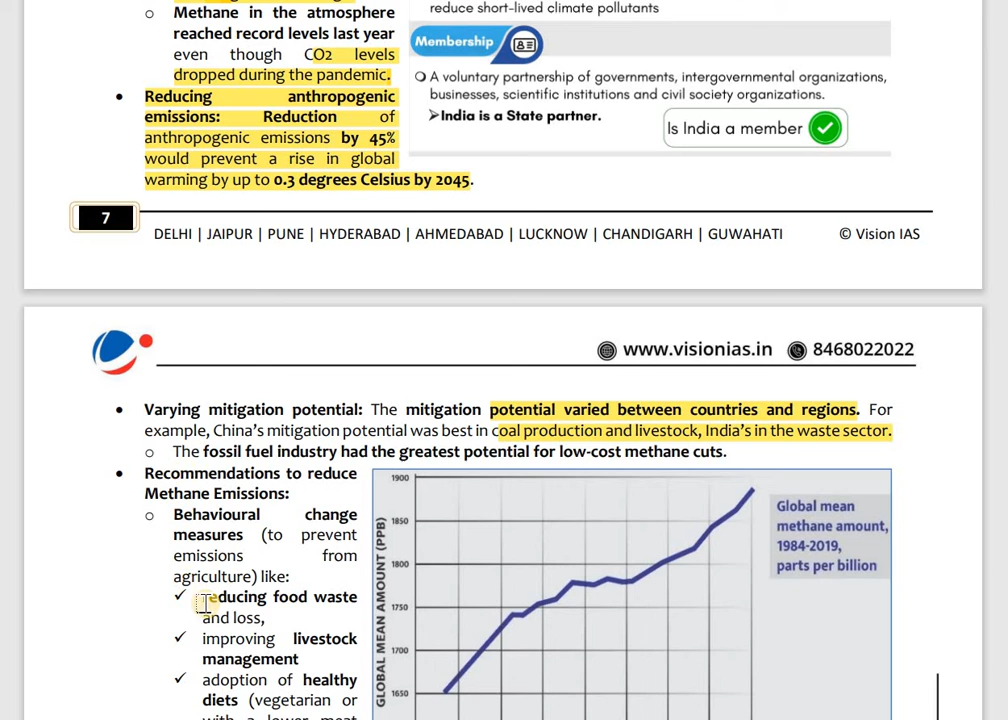 reduce short-lived climate pollutants
Membership
A voluntary partnership of governments, intergovernmental organizations,
businesses, scientific institutions and civil society organizations.
➢India is a State partner.
Is India a member
○ Methane in the atmosphere
reached record levels last year
even though CO2 levels
dropped during the pandemic.
• Reducing anthropogenic
emissions: Reduction of
anthropogenic emissions by 45%
would prevent a rise in global
warming by up to 0.3 degrees Celsius by 2045.
7
DELHI | JAIPUR | PUNE | HYDERABAD | AHMEDABAD | LUCKNOW | CHANDIGARH | GUWAHATI © Vision IAS
www.visionias.in 8468022022
• Varying mitigation potential: The mitigation potential varied between countries and regions. For
example, China's mitigation potential was best in coal production and livestock, India's in the waste sector.
○ The fossil fuel industry had the greatest potential for low-cost methane cuts.
• Recommendations to reduce
Methane Emissions:
○ Behavioural change
measures (to prevent
emissions from
agriculture) like:
✓ reducing food waste
and loss,
✓ improving livestock
management
✓ adoption of healthy
diets (vegetarian or
with a lower meat
GLOBAL MEAN AMOUNT (PPB)
1900
1850
1800
1750
1700
1650
Global mean
methane amount,
1984-2019,
parts per billion